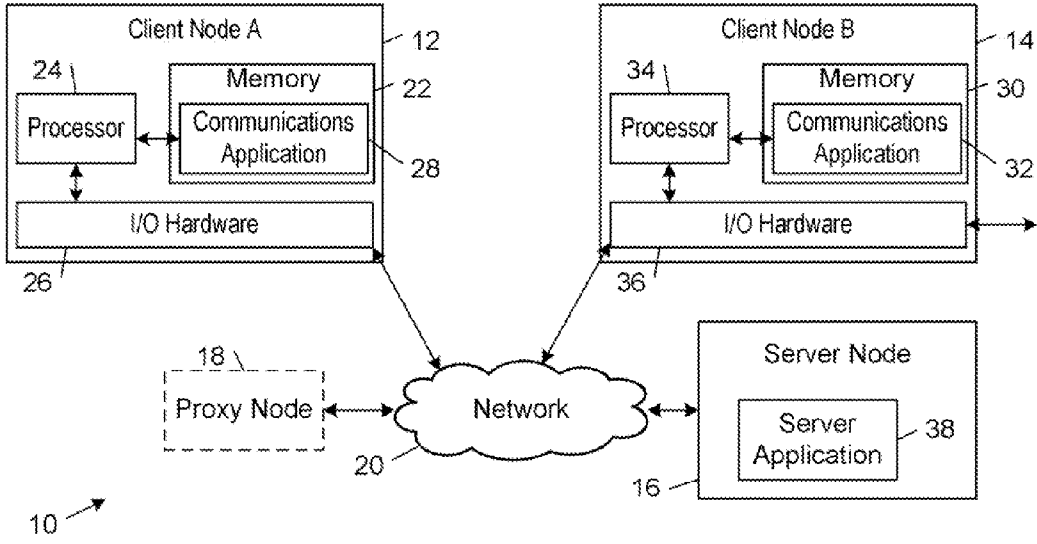 Client Node A
12
24
Memory
22
Processor
Communications
Application
28
I/O Hardware
26
Client Node B
14
34
Memory
30
Processor
Communications
Application
32
I/O Hardware
36
18
Proxy Node
Network
20
Server Node
Server
Application
38
16
10